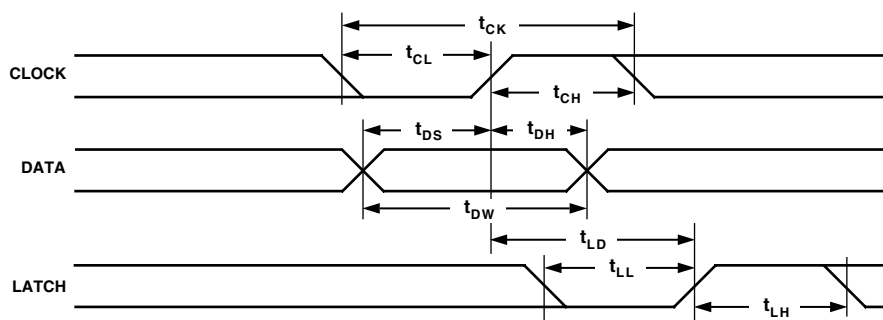 tCK
CLOCK
tCL
tCH
tDS
tDH
DATA
tDW
tLD
LATCH
tLL
tLH